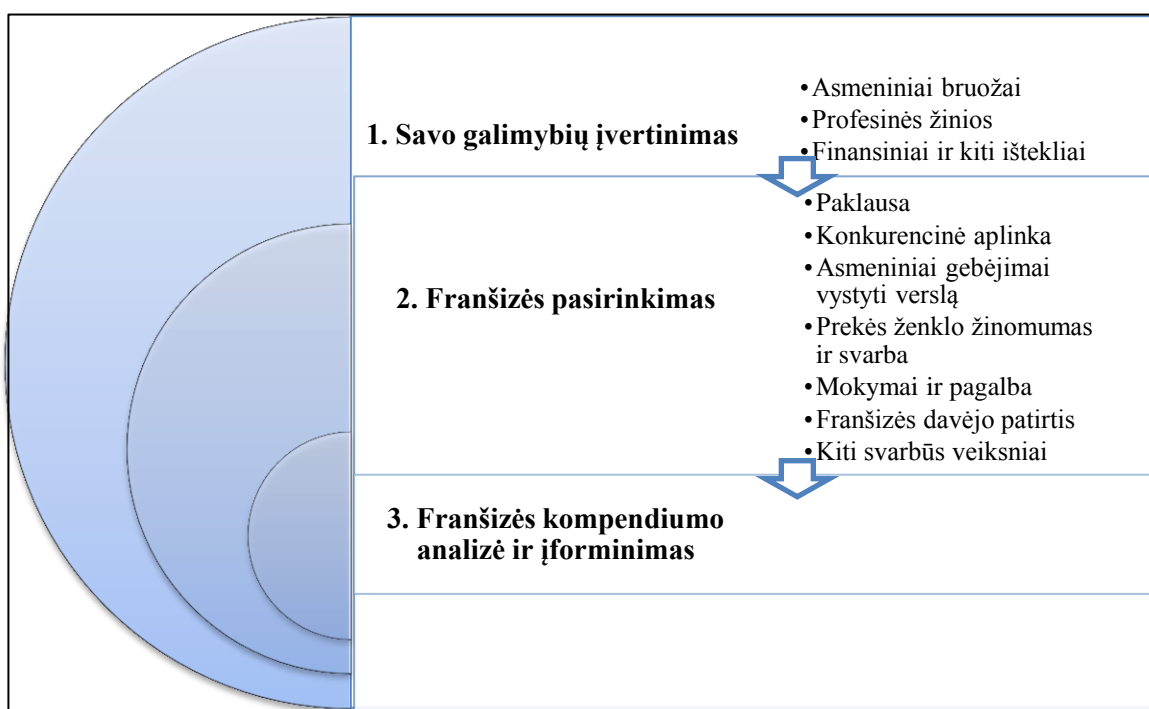 1. Savo galimybių įvertinimas
•Asmeniniai bruožai
•Profesinės žinios
•Finansiniai ir kiti ištekliai
2. Franšizės pasirinkimas
•Paklausa
•Konkurencinė aplinka
•Asmeniniai gebėjimai
vystyti verslą
•Prekės ženklo žinomumas
ir svarba
•Mokymai ir pagalba
•Franšizės davėjo patirtis
•Kiti svarbūs veiksniai
3. Franšizės kompendiumo
analizė ir įforminimas